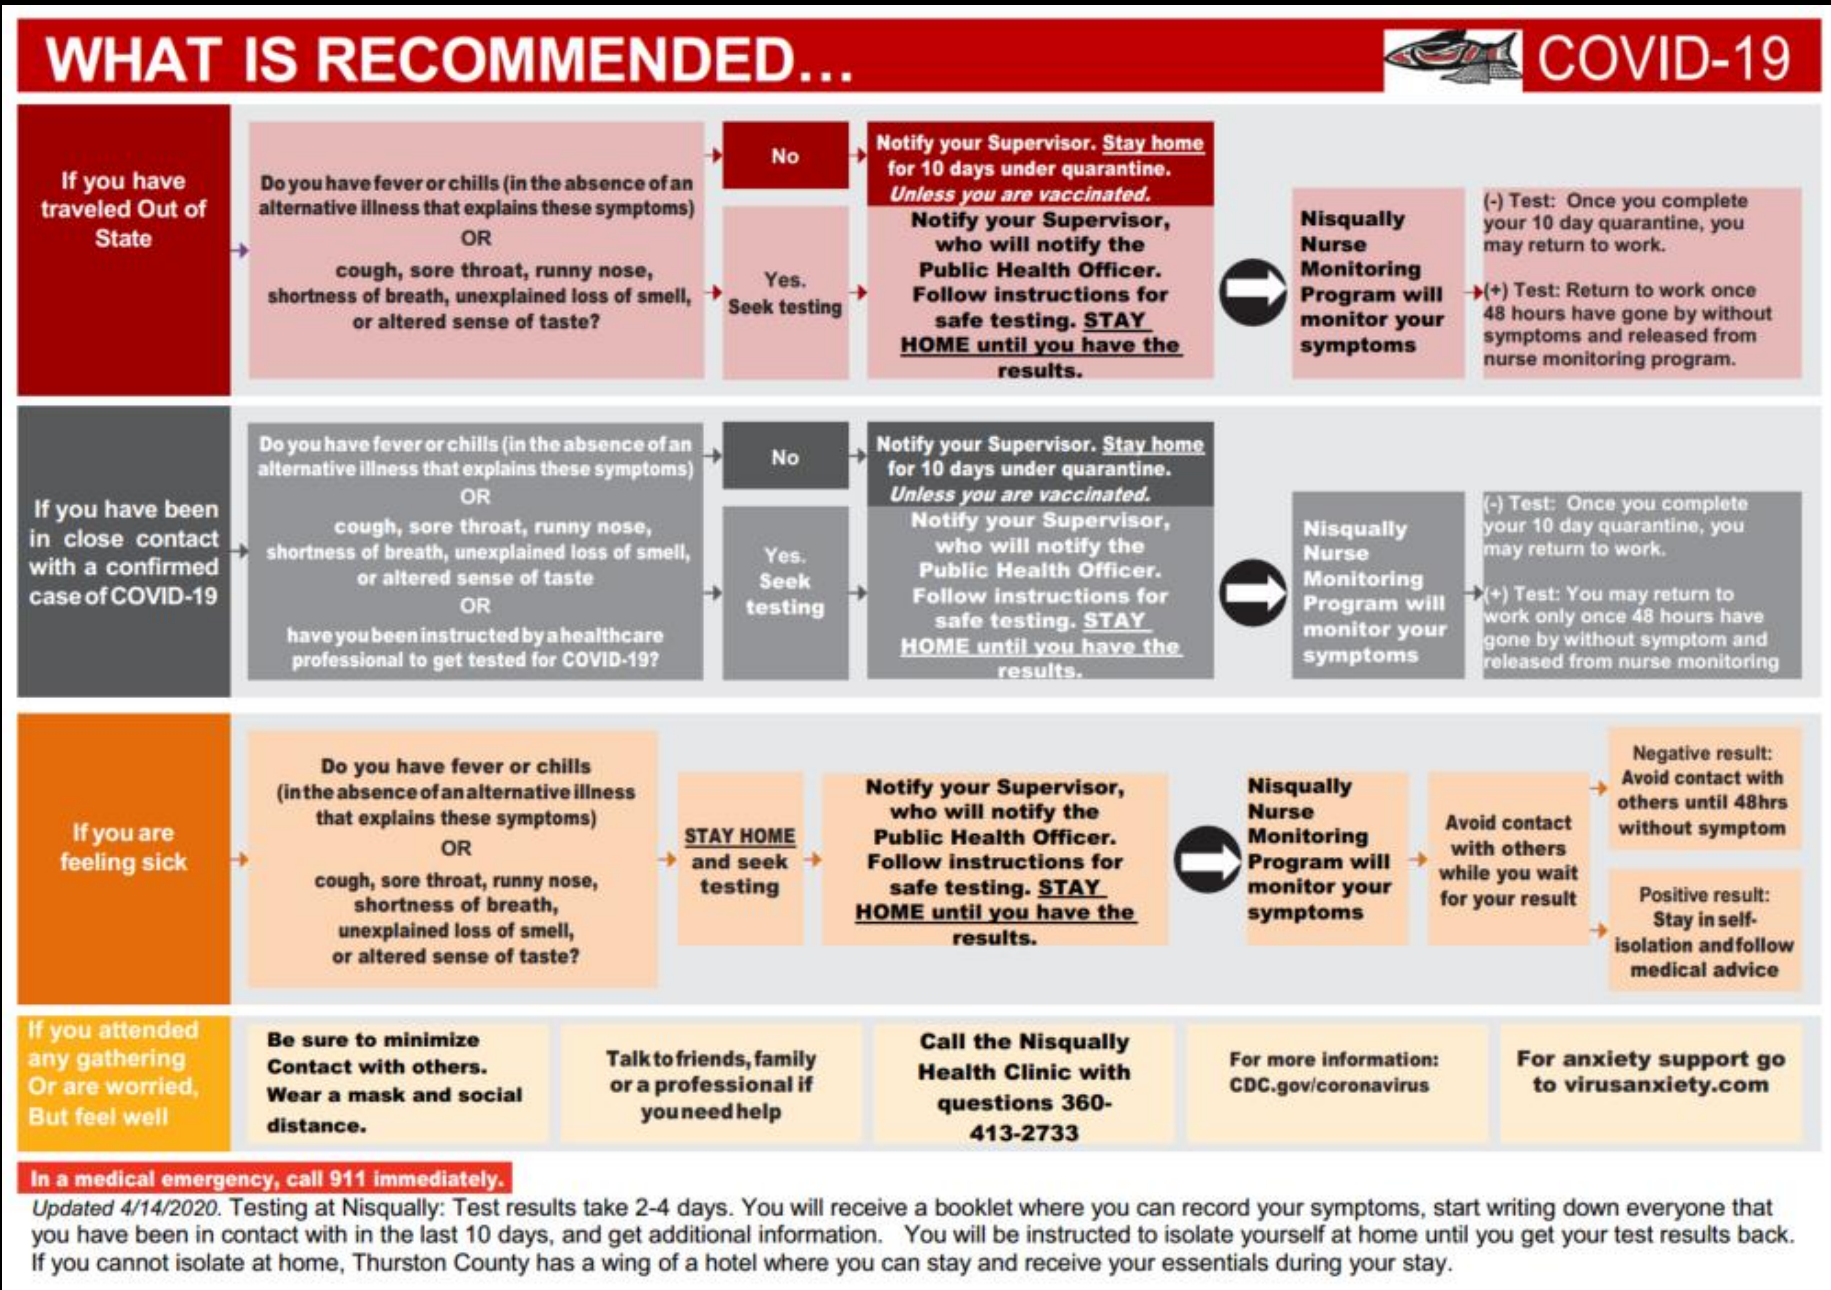 WHAT IS RECOMMENDED...
COVID-19
If you have
traveled Out of
State
Do you have fever or chills (in the absence of an
alternative illness that explains these symptoms)
OR
cough, sore throat, runny nose,
shortness of breath, unexplained loss of smell,
or altered sense of taste?
No
Notify your Supervisor. Stay home
for 10 days under quarantine.
Unless you are vaccinated.
Yes.
Seek testing
Notify your Supervisor,
who will notify the
Public Health Officer.
Follow instructions for
safe testing. STAY
HOME until you have the
results.
Nisqually
Nurse
Monitoring
Program will
monitor your
symptoms
(-) Test: Once you complete
your 10 day quarantine, you
may return to work.
(+) Test: Return to work once
48 hours have gone by without
symptoms and released from
nurse monitoring program.
If you have been
in close contact
with a confirmed
case of COVID-19
Do you have fever or chills (in the absence of an
alternative illness that explains these symptoms)
OR
cough, sore throat, runny nose,
shortness of breath, unexplained loss of smell,
or altered sense of taste
OR
have you been instructed by a healthcare
professional to get tested for COVID-19?
No
Notify your Supervisor. Stay home
for 10 days under quarantine.
Unless you are vaccinated.
Yes.
Seek
testing
Notify your Supervisor,
who will notify the
Public Health Officer.
Follow instructions for
safe testing. STAY
HOME until you have the
results.
Nisqually
Nurse
Monitoring
Program will
monitor your
symptoms
(-) Test: Once you complete
your 10 day quarantine, you
may return to work.
(+) Test: You may return to
work only once 48 hours have
gone by without symptom and
released from nurse monitoring
If you are
feeling sick
Do you have fever or chills
(in the absence of an alternative illness
that explains these symptoms)
OR
cough, sore throat, runny nose,
shortness of breath,
unexplained loss of smell,
or altered sense of taste?
STAY HOME
and seek
testing
Notify your Supervisor,
who will notify the
Public Health Officer.
Follow instructions for
safe testing. STAY
HOME until you have the
results.
Nisqually
Nurse
Monitoring
Program will
monitor your
symptoms
Avoid contact
with others
while you wait
for your result
Negative result:
Avoid contact with
others until 48hrs
without symptom
Positive result:
Stay in self-
isolation and follow
medical advice
If you attended
any gathering
Or are worried,
But feel well
Be sure to minimize
Contact with others.
Wear a mask and social
distance.
Talk to friends, family
or a professional if
you need help
Call the Nisqually
Health Clinic with
questions 360-
413-2733
For more information:
CDC.gov/coronavirus
For anxiety support go
to virusanxiety.com
In a medical emergency, call 911 immediately.
Updated 4/14/2020. Testing at Nisqually: Test results take 2-4 days. You will receive a booklet where you can record your symptoms, start writing down everyone that
you have been in contact with in the last 10 days, and get additional information. You will be instructed to isolate yourself at home until you get your test results back.
If you cannot isolate at home, Thurston County has a wing of a hotel where you can stay and receive your essentials during your stay.